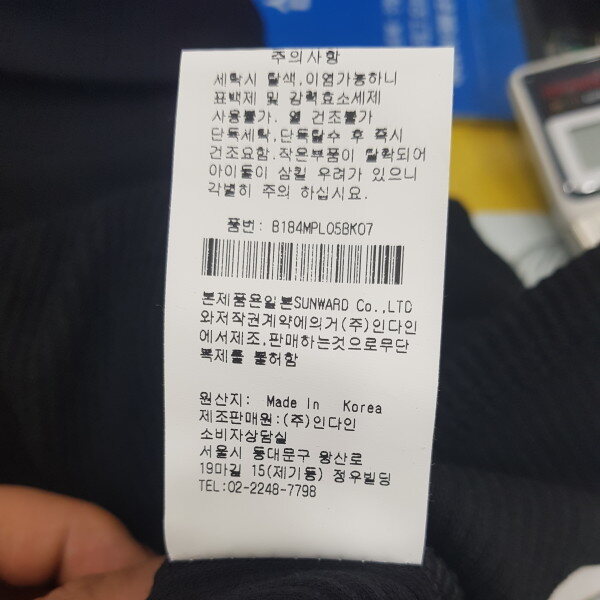 주의사항
세탁시 탈색,이염가능하니
표백제 및 강력효소세제
사용불가. 열 건조불가
단독세탁,단독탈수 후 즉시
건조요함.작은부품이 탈락되어
아이들이 삼킬 우려가 있으니
각별히 주의 하십시요.
품번: B184MPL05BK07
본제품은일본SUNWARD Co.,LTD
와저작권계약에의거(주)인다인
에서제조,판매하는것으로무단
복제를 불허함
원산지: Made In Korea
제조판매원:(주)인다인
소비자상담실
서울시 동대문구 왕산로
19마길 15(제기동) 정우빌딩
TEL:02-2248-7798